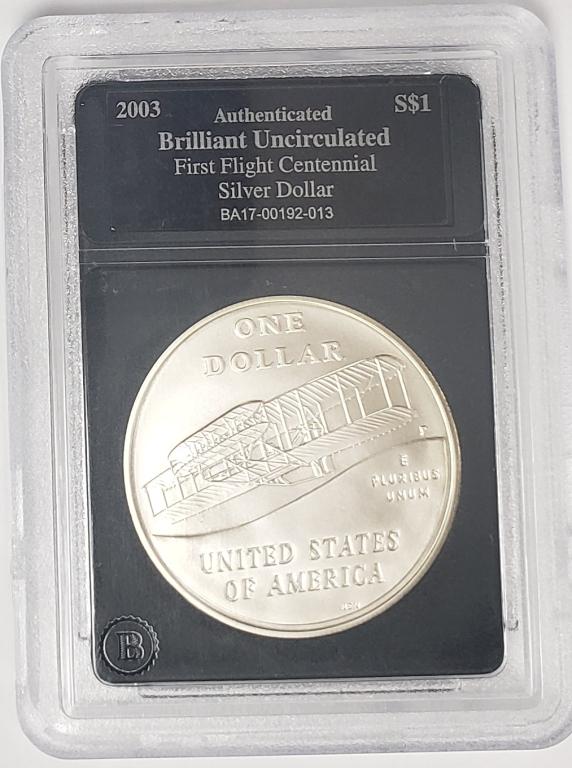 2003 S$1
Authenticated
Brilliant Uncirculated
First Flight Centennial
Silver Dollar
BA17-00192-013
ONE
DOLLAR
P
E
PLURIBUS
UNUM
UNITED STATES
OF AMERICA
B